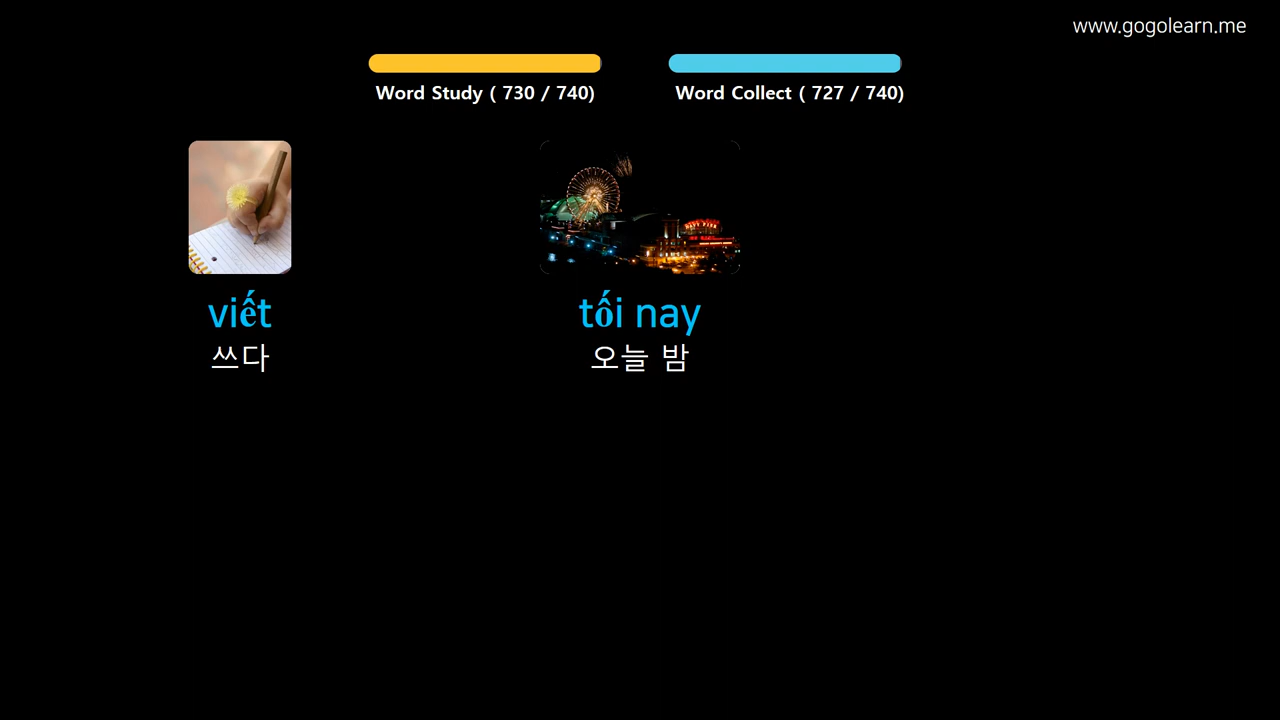 www.gogolearn.me
Word Study ( 730 / 740)
Word Collect ( 727 / 740)
viết
쓰다
tối nay
오늘 밤